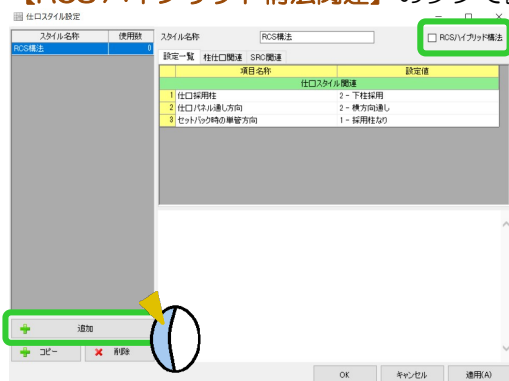 【RCSハイブリッド構法関連】のタブで
仕口スタイル設定
スタイル名称 使用数
RCS構法 0
スタイル名称 RCS構法
RCSハイブリッド構法
設定一覧 柱仕口関連 SRC関連
項目名称 設定値
仕口スタイル関連
1 仕口採用柱 2 - 下柱採用
2 仕口パネル通し方向 2 - 横方向通し
3 セットバック時の単管方向 1 - 採用柱なり
追加
コピー 削除
OK キャンセル 適用(A)